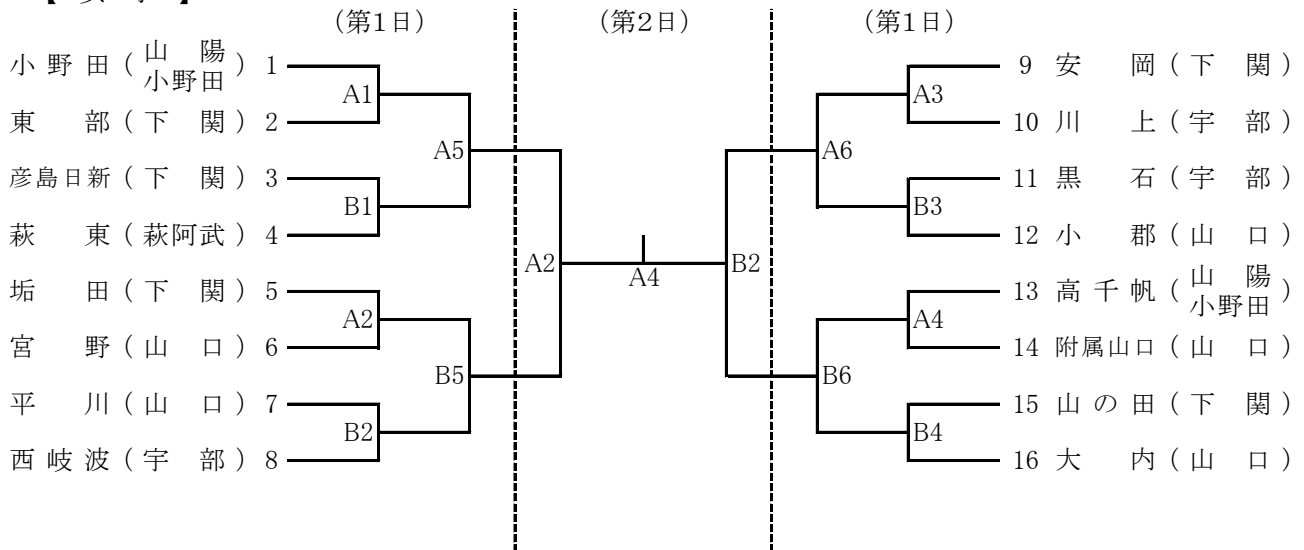 (第1日) (第2日) (第1日)
小野田(山陽小野田) 1
東部(下関) 2
彦島日新(下関) 3
萩東(萩阿武) 4
垢田(下関) 5
宮野(山口) 6
平川(山口) 7
西岐波(宇部) 8
A1
B1
A2
B2
A5
B5
A2
A4
B2
A6
B6
A3
B3
A4
B4
9 安岡(下関)
10 川上(宇部)
11 黒石(宇部)
12 小郡(山口)
13 高千帆(山陽小野田)
14 附属山口(山口)
15 山の田(下関)
16 大内(山口)